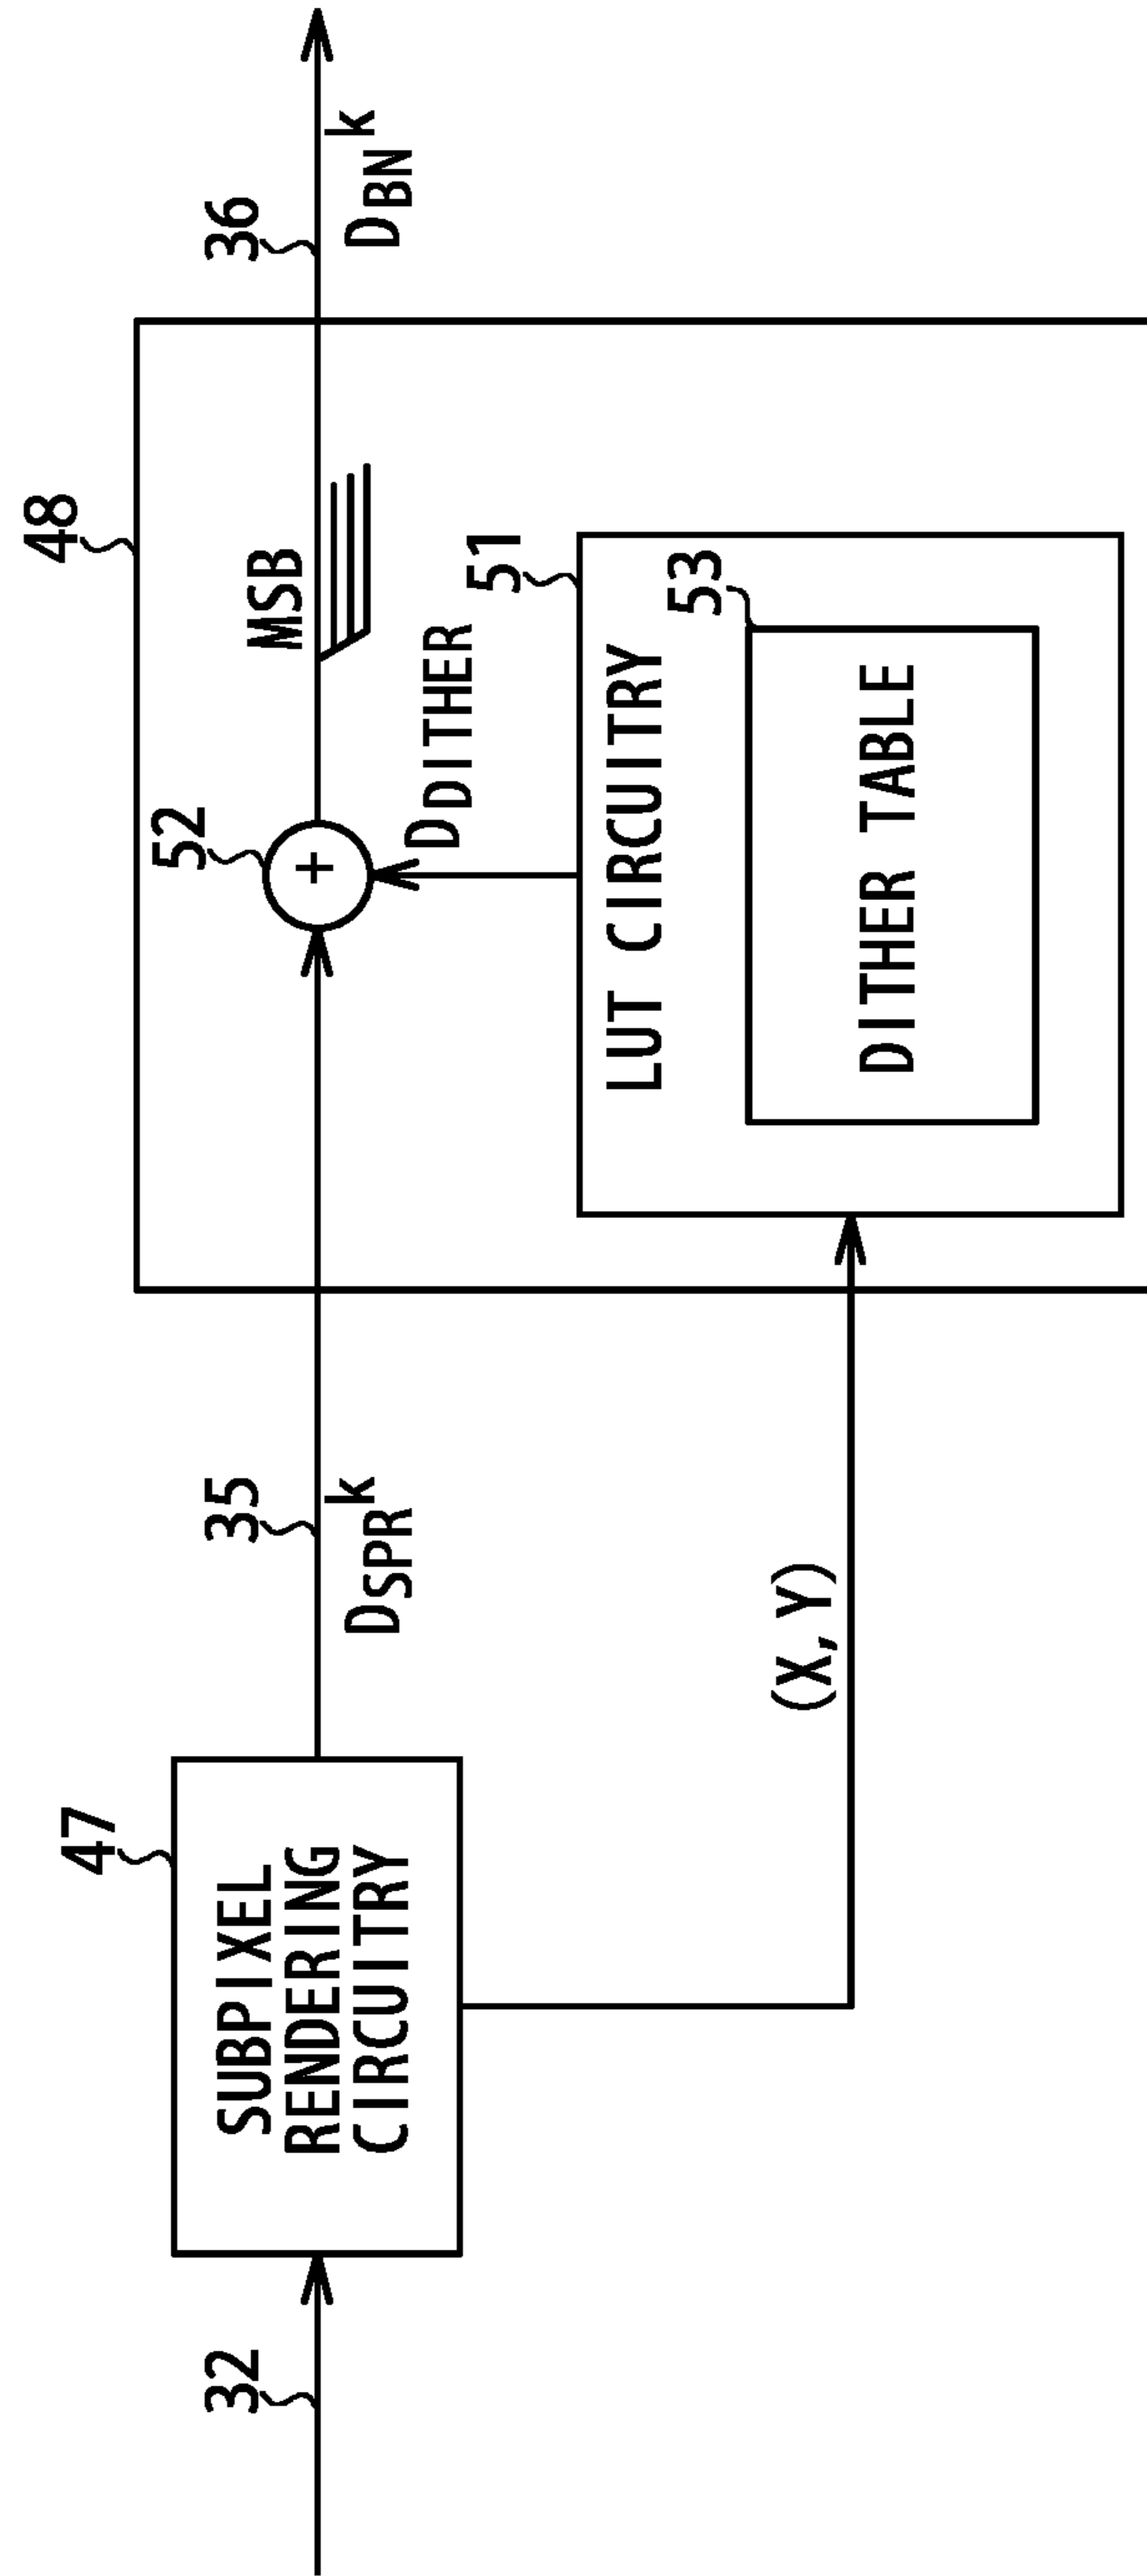 48
32
47
SUBPIXEL
RENDERING
CIRCUITRY
35
D_SPR^k
(X,Y)
52
+
MSB
D_DITHER
36
D_BN^k
51
LUT CIRCUITRY
53
DITHER TABLE